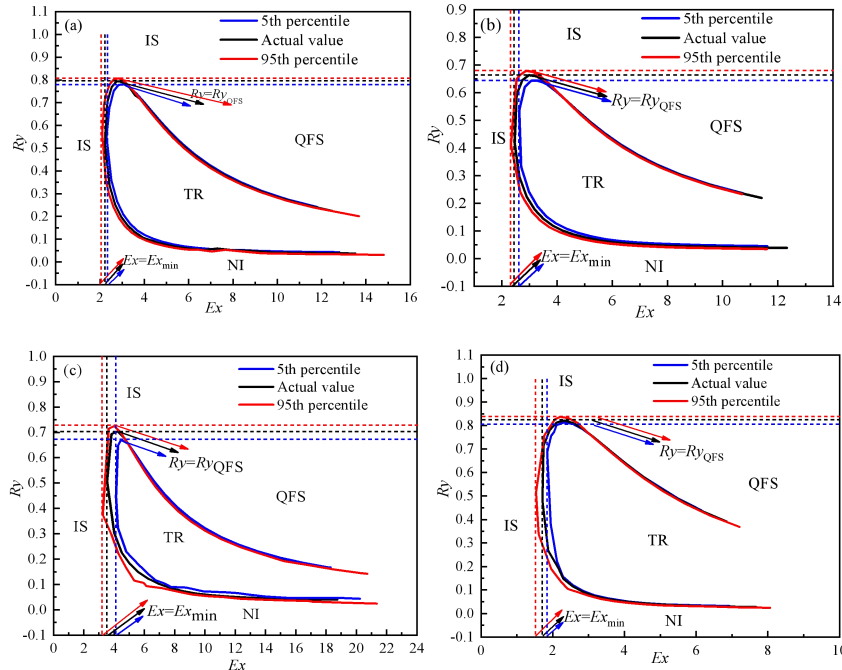 (a)
IS
5th percentile
Actual value
95th percentile
Ry=Ry_QFS
QFS
IS
TR
NI
Ex=Ex_min
Ry
1.0
0.9
0.8
0.7
0.6
0.5
0.4
0.3
0.2
0.1
0.0
-0.1
0 2 4 6 8 10 12 14 16
Ex
(b)
IS
5th percentile
Actual value
95th percentile
Ry=Ry_QFS
QFS
IS
TR
NI
Ex=Ex_min
Ry
0.9
0.8
0.7
0.6
0.5
0.4
0.3
0.2
0.1
0.0
-0.1
2 4 6 8 10 12 14
Ex
(c)
IS
5th percentile
Actual value
95th percentile
Ry=Ry_QFS
QFS
IS
TR
NI
Ex=Ex_min
Ry
1.0
0.9
0.8
0.7
0.6
0.5
0.4
0.3
0.2
0.1
0.0
-0.1
0 2 4 6 8 10 12 14 16 18 20 22 24
Ex
(d)
IS
5th percentile
Actual value
95th percentile
Ry=Ry_QFS
QFS
IS
TR
NI
Ex=Ex_min
Ry
1.1
1.0
0.9
0.8
0.7
0.6
0.5
0.4
0.3
0.2
0.1
0.0
-0.1
0 2 4 6 8 10
Ex